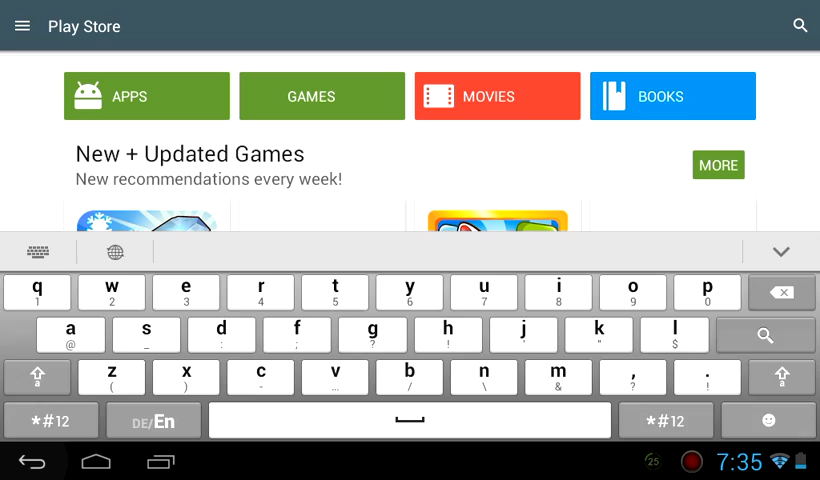 Play Store
APPS GAMES MOVIES BOOKS
New + Updated Games
New recommendations every week!
MORE
q w e r t y u i o p
1 2 3 4 5 6 7 8 9 0
a s d f g h j k l
@ _ : ; ? ! ' " $
a z x c v b n m , . a
( ) - ... / \ & ? !
*#12 DE/En *#12
25 7:35